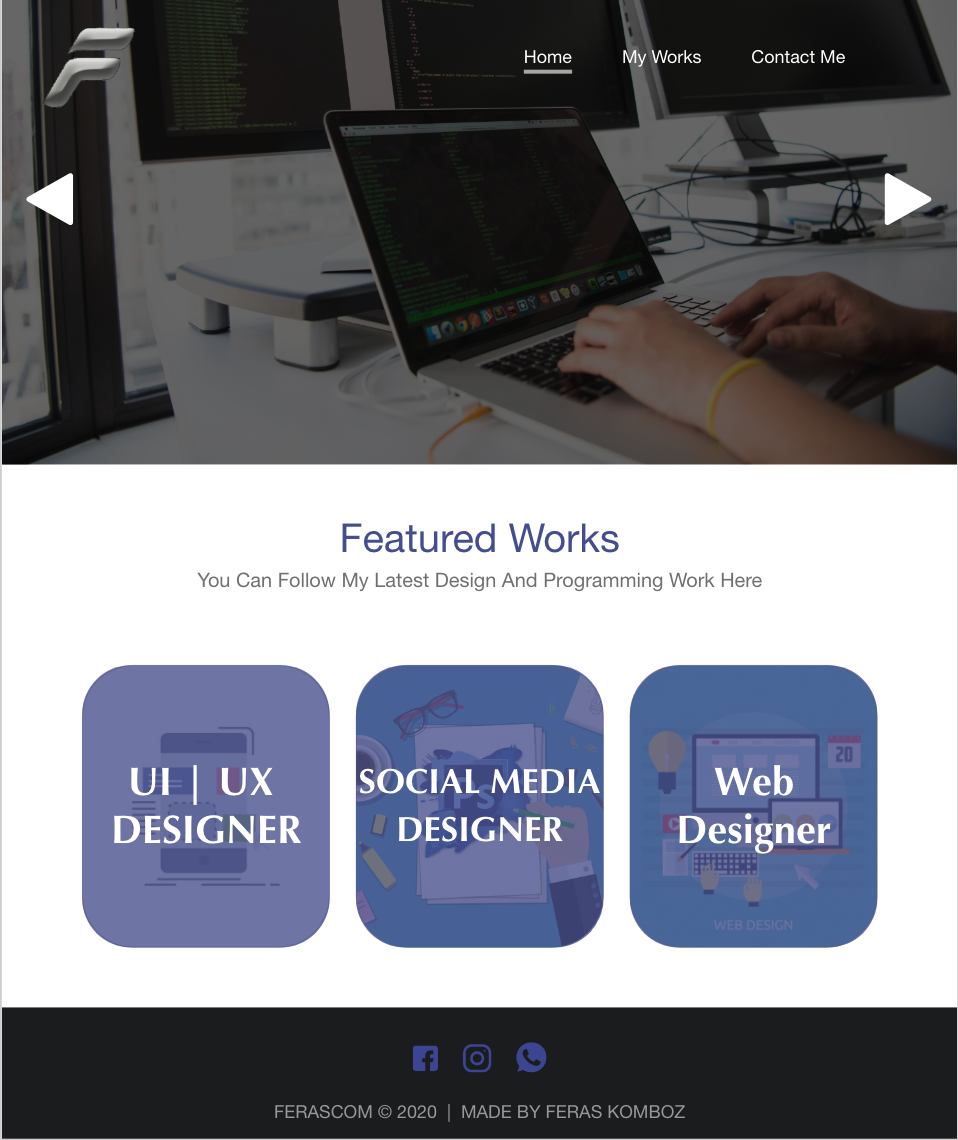 Home My Works Contact Me
Featured Works
You Can Follow My Latest Design And Programming Work Here
UI | UX
DESIGNER
SOCIAL MEDIA
DESIGNER
Ps
Web
Designer
20
WEB DESIGN
FERASCOM © 2020 | MADE BY FERAS KOMBOZ